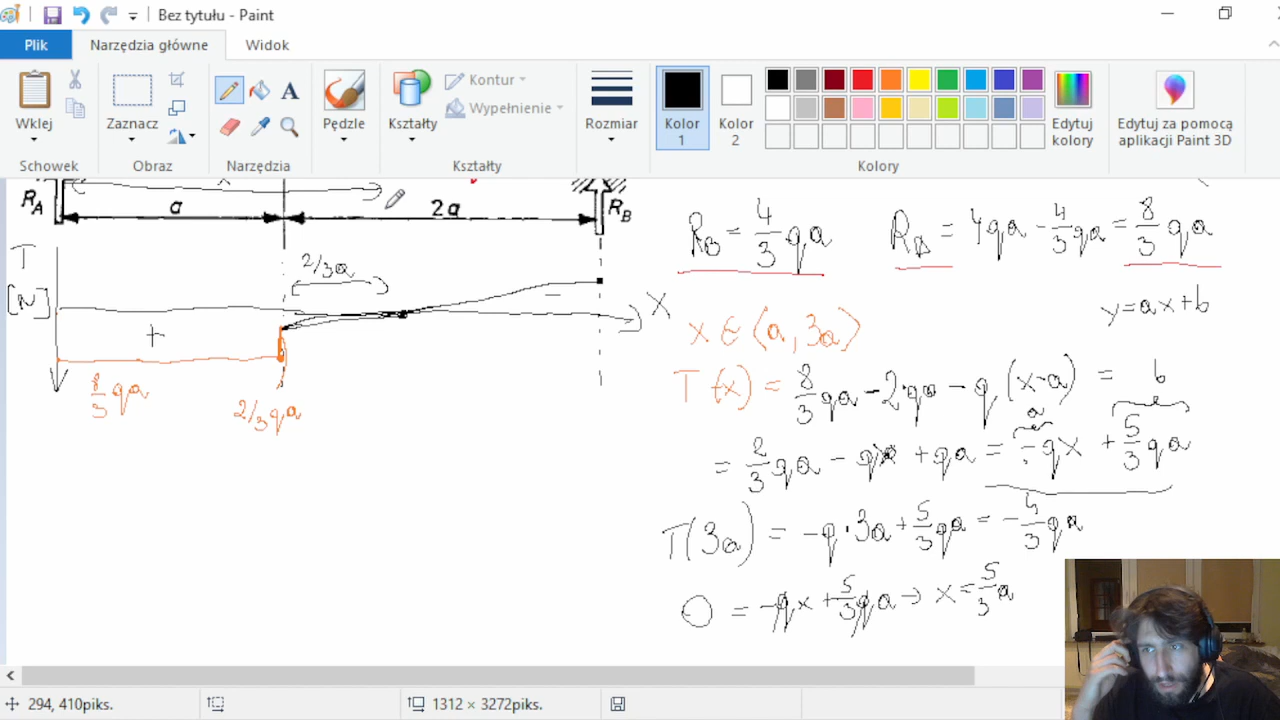 Bez tytułu - Paint
Plik Narzędzia główne Widok
Wklej
Zaznacz
A
Pędzle
Kształty
Kontur
Wypełnienie
Rozmiar
Kolor 1
Kolor 2
Edytuj kolory
Edytuj za pomocą aplikacji Paint 3D
Schowek Obraz Narzędzia Kształty Kolory
R_A a 2a R_B
T
[N]
2/3a
+
−
X
8/3 qa
2/3qa
R_B = 4/3 qa
R_A = 4qa - 4/3 qa = 8/3 qa
y=ax+b
x ∈ (a, 3a)
T(x) = 8/3 qa - 2·qa - q (x-a) =
a b
= 2/3 qa - qx + qa = -qx + 5/3 qa
T(3a) = -q·3a + 5/3 qa = -4/3 qa
0 = -qx + 5/3 qa → x = 5/3 a
294, 410piks.
1312 × 3272piks.